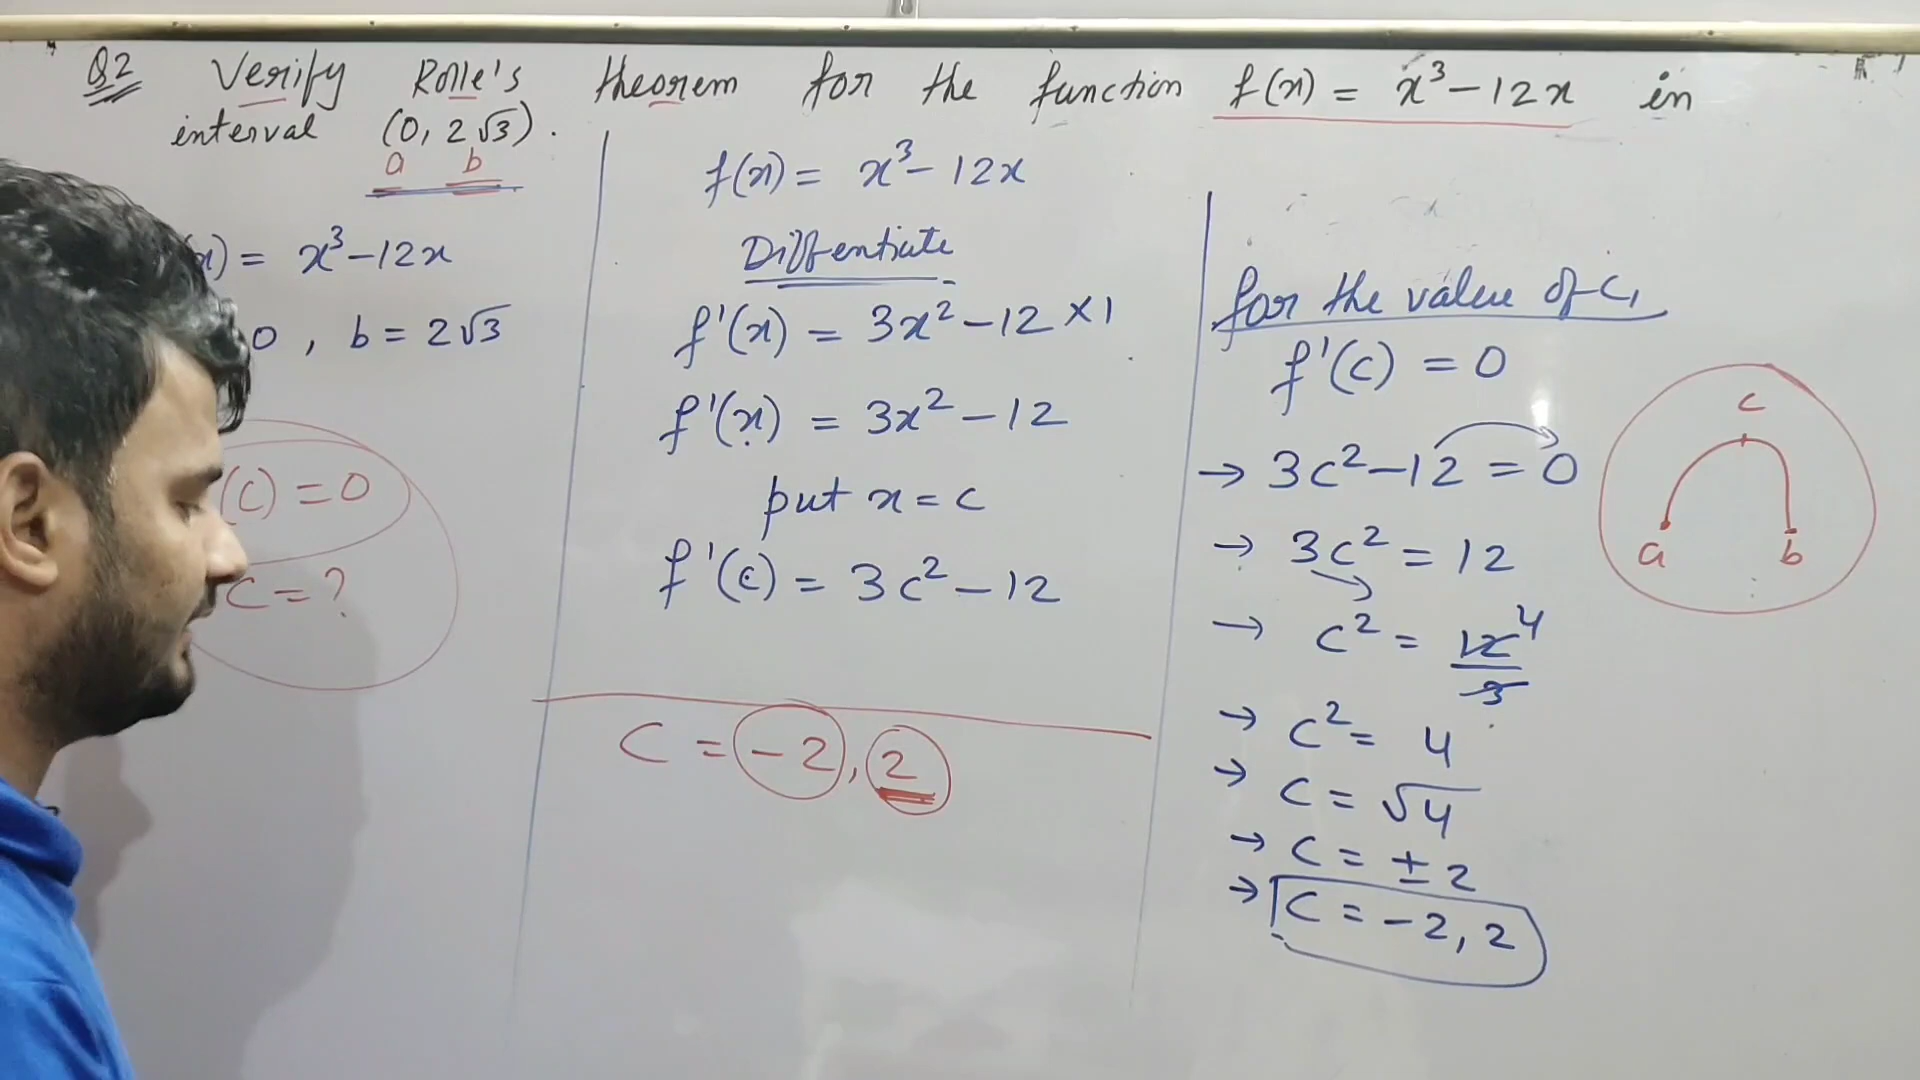 Q2 Verify Rolle's theorem for the function f(x) = x³-12x in
interval (0, 2√3).
a b
x) = x³-12x
0 , b = 2√3
(c) = 0
c = ?
f(x) = x³-12x
Diffentiate
f'(x) = 3x²-12×1
f'(x) = 3x²-12
put x = c
f'(c) = 3c²-12
c = -2, 2
for the value of c,
f'(c) = 0
→ 3c²-12 = 0
→ 3c² = 12
→ c² = 12/3 4
→ c² = 4
→ c = √4
→ c = ± 2
→ c = -2, 2
c
a b